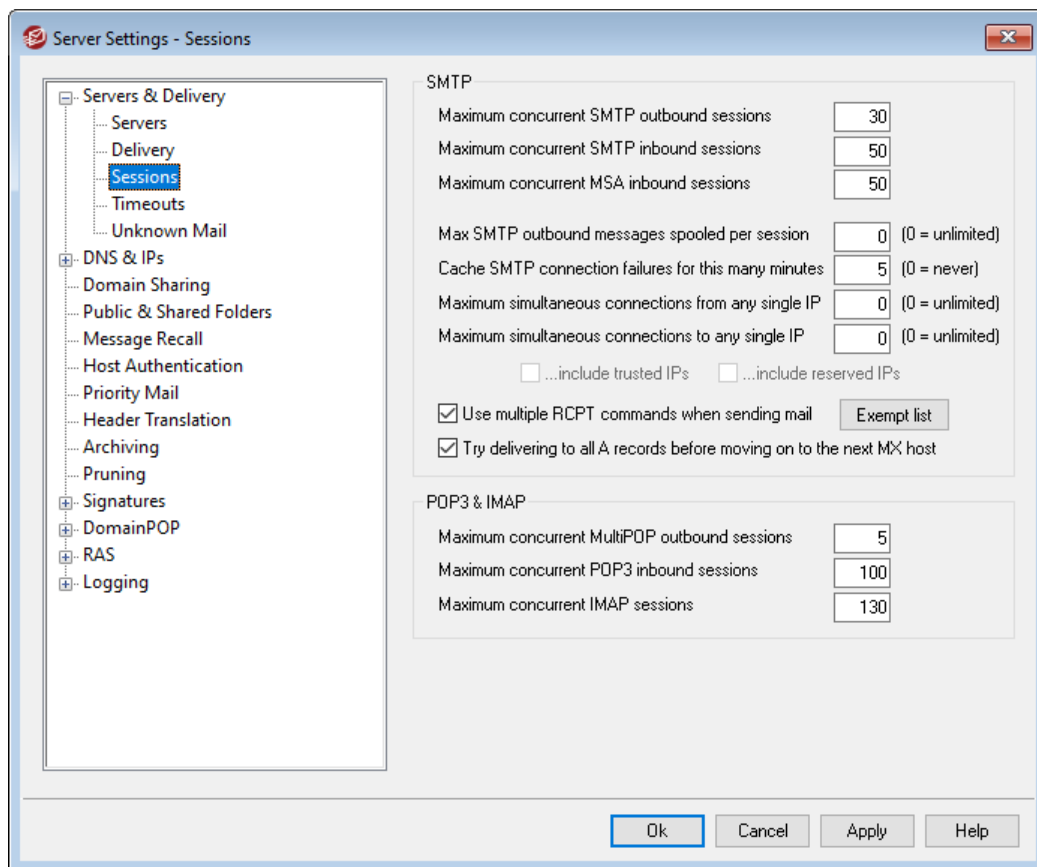 Server Settings - Sessions
Servers & Delivery
Servers
Delivery
Sessions
Timeouts
Unknown Mail
DNS & IPs
Domain Sharing
Public & Shared Folders
Message Recall
Host Authentication
Priority Mail
Header Translation
Archiving
Pruning
Signatures
DomainPOP
RAS
Logging
SMTP
Maximum concurrent SMTP outbound sessions 30
Maximum concurrent SMTP inbound sessions 50
Maximum concurrent MSA inbound sessions 50
Max SMTP outbound messages spooled per session 0 (0 = unlimited)
Cache SMTP connection failures for this many minutes 5 (0 = never)
Maximum simultaneous connections from any single IP 0 (0 = unlimited)
Maximum simultaneous connections to any single IP 0 (0 = unlimited)
...include trusted IPs ...include reserved IPs
Use multiple RCPT commands when sending mail Exempt list
Try delivering to all A records before moving on to the next MX host
POP3 & IMAP
Maximum concurrent MultiPOP outbound sessions 5
Maximum concurrent POP3 inbound sessions 100
Maximum concurrent IMAP sessions 130
Ok Cancel Apply Help